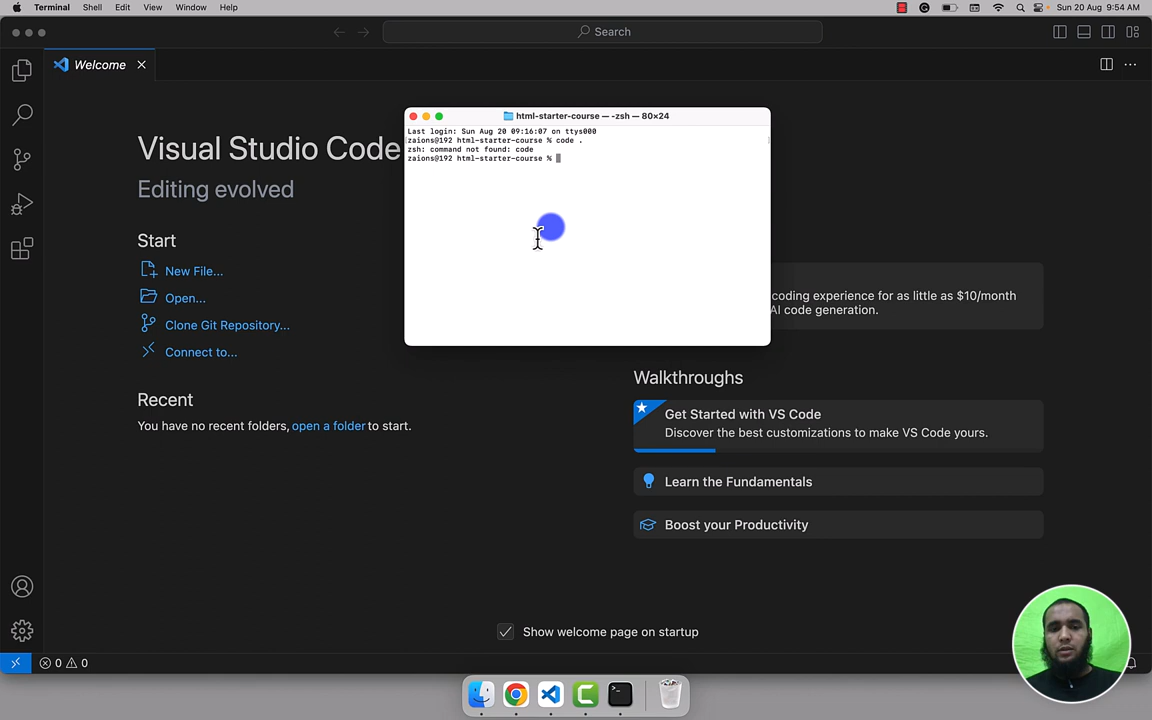 Terminal Shell Edit View Window Help Sun 20 Aug 9:54 AM
Search
Welcome
html-starter-course — -zsh — 80×24
Last login: Sun Aug 20 09:16:07 on ttys000
zaions@192 html-starter-course % code .
zsh: command not found: code
zaions@192 html-starter-course %
Visual Studio Code
Editing evolved
Start
New File...
Open...
Clone Git Repository...
Connect to...
Recent
You have no recent folders, open a folder to start.
coding experience for as little as $10/month
AI code generation.
Walkthroughs
Get Started with VS Code
Discover the best customizations to make VS Code yours.
Learn the Fundamentals
Boost your Productivity
Show welcome page on startup
0 0